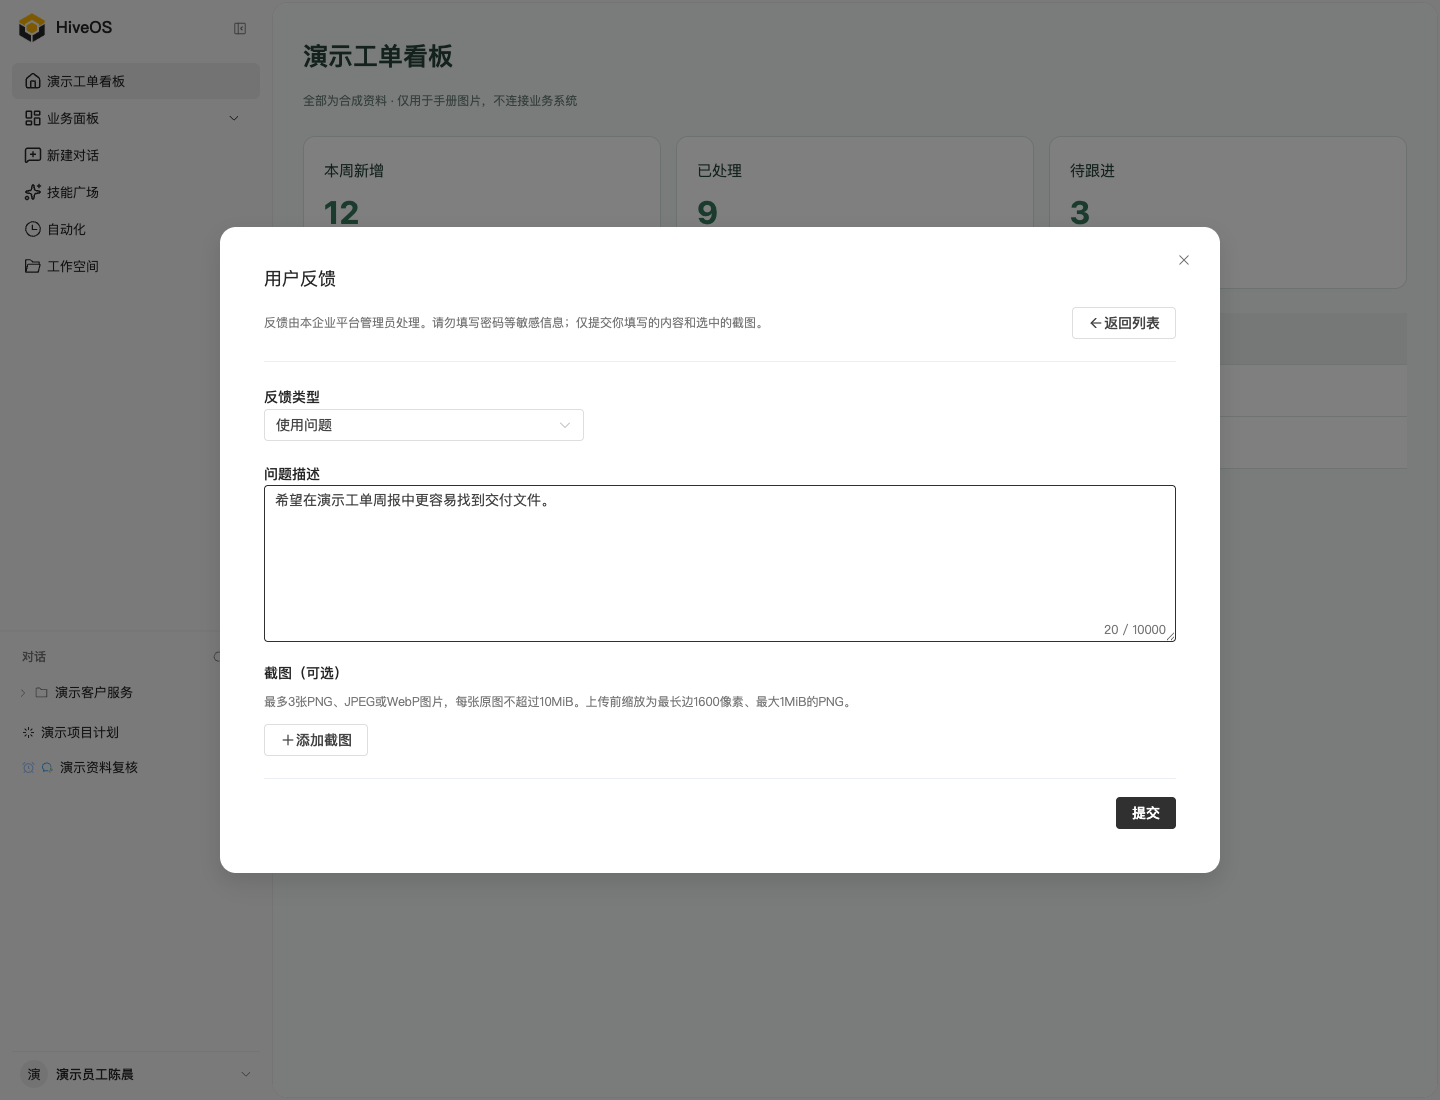 HiveOS
演示工单看板
业务面板
新建对话
技能广场
自动化
工作空间
对话
演示客户服务
演示项目计划
演示资料复核
演
演示员工陈晨
演示工单看板
全部为合成资料 · 仅用于手册图片，不连接业务系统
本周新增
12
已处理
9
待跟进
3
用户反馈
反馈由本企业平台管理员处理。请勿填写密码等敏感信息；仅提交你填写的内容和选中的截图。
返回列表
反馈类型
使用问题
问题描述
希望在演示工单周报中更容易找到交付文件。
20 / 10000
截图（可选）
最多3张PNG、JPEG或WebP图片，每张原图不超过10MiB。上传前缩放为最长边1600像素、最大1MiB的PNG。
添加截图
提交